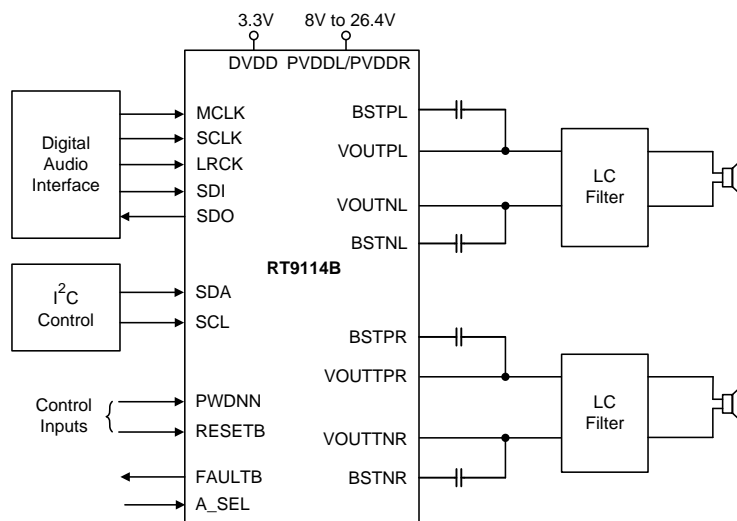 3.3V
8V to 26.4V
DVDD
PVDDL/PVDDR
Digital
Audio
Interface
MCLK
SCLK
LRCK
SDI
SDO
I²C
Control
SDA
SCL
Control
Inputs
PWDNN
RESETB
FAULTB
A_SEL
RT9114B
BSTPL
VOUTPL
VOUTNL
BSTNL
LC
Filter
BSTPR
VOUTTPR
VOUTTNR
BSTNR
LC
Filter